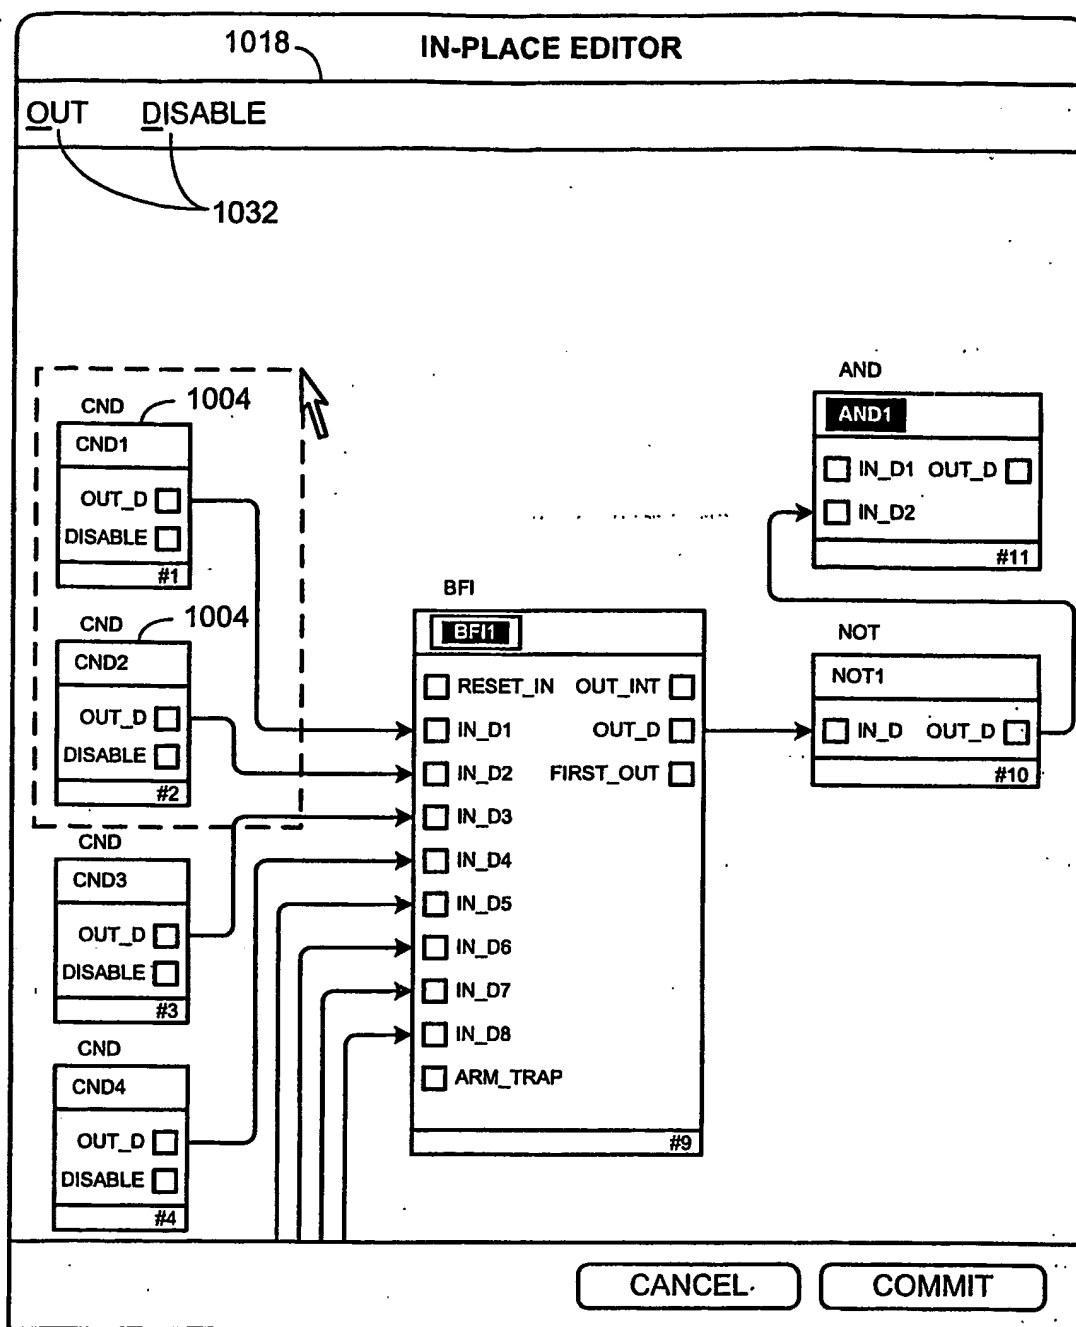 1018
IN-PLACE EDITOR
OUT DISABLE
1032
CND 1004
CND1
OUT_D
DISABLE
#1
CND 1004
CND2
OUT_D
DISABLE
#2
CND
CND3
OUT_D
DISABLE
#3
CND
CND4
OUT_D
DISABLE
#4
BFI
BFI1
RESET_IN OUT_INT
IN_D1 OUT_D
IN_D2 FIRST_OUT
IN_D3
IN_D4
IN_D5
IN_D6
IN_D7
IN_D8
ARM_TRAP
#9
AND
AND1
IN_D1 OUT_D
IN_D2
#11
NOT
NOT1
IN_D OUT_D
#10
CANCEL
COMMIT